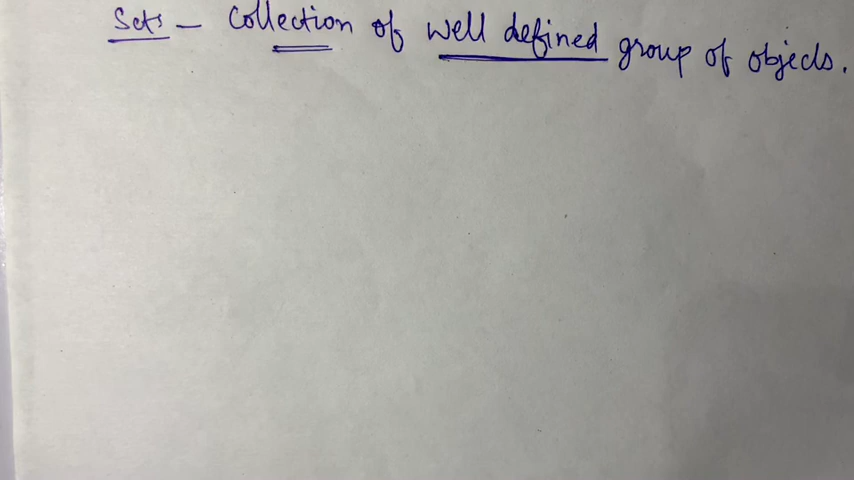 Sets - Collection of well defined group of objects.